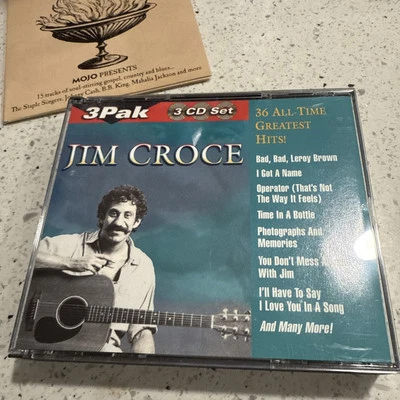 MOJO PRESENTS
15 tracks of soul-stirring gospel, country and blues...
The Staple Singers, Johnny Cash, B.B. King, Mahalia Jackson and more
3Pak
3 CD Set
JIM CROCE
36 ALL-TIME
GREATEST
HITS!
Bad, Bad, Leroy Brown
I Got A Name
Operator (That's Not
The Way It Feels)
Time In A Bottle
Photographs And
Memories
You Don't Mess
With Jim
I'll Have To Say
I Love You In A Song
And Many More!